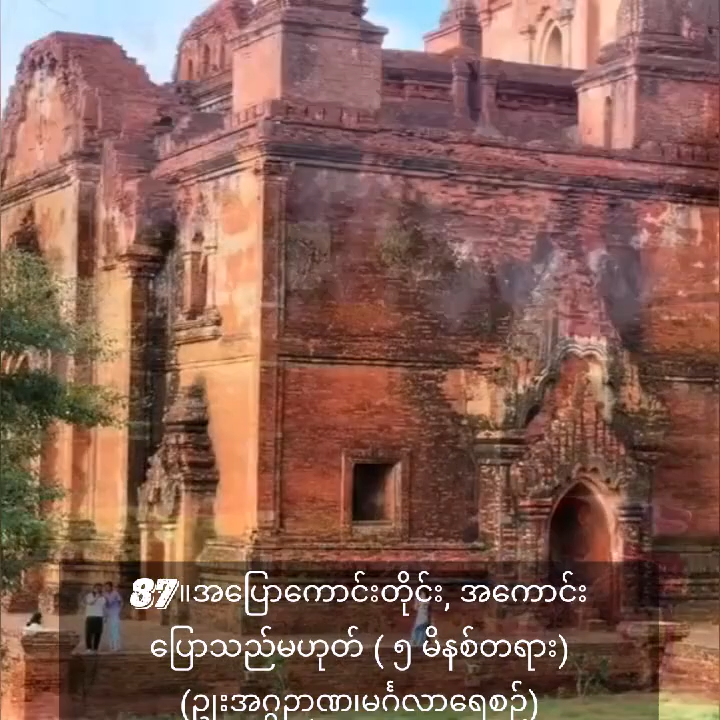 37။အပြောကောင်းတိုင်း, အကောင်း
ပြောသည်မဟုတ် ( ၅ မိနစ်တရား)
(ဥုးအဂ္ဂဉာဏ၊မင်္ဂလာရေစဉ်)